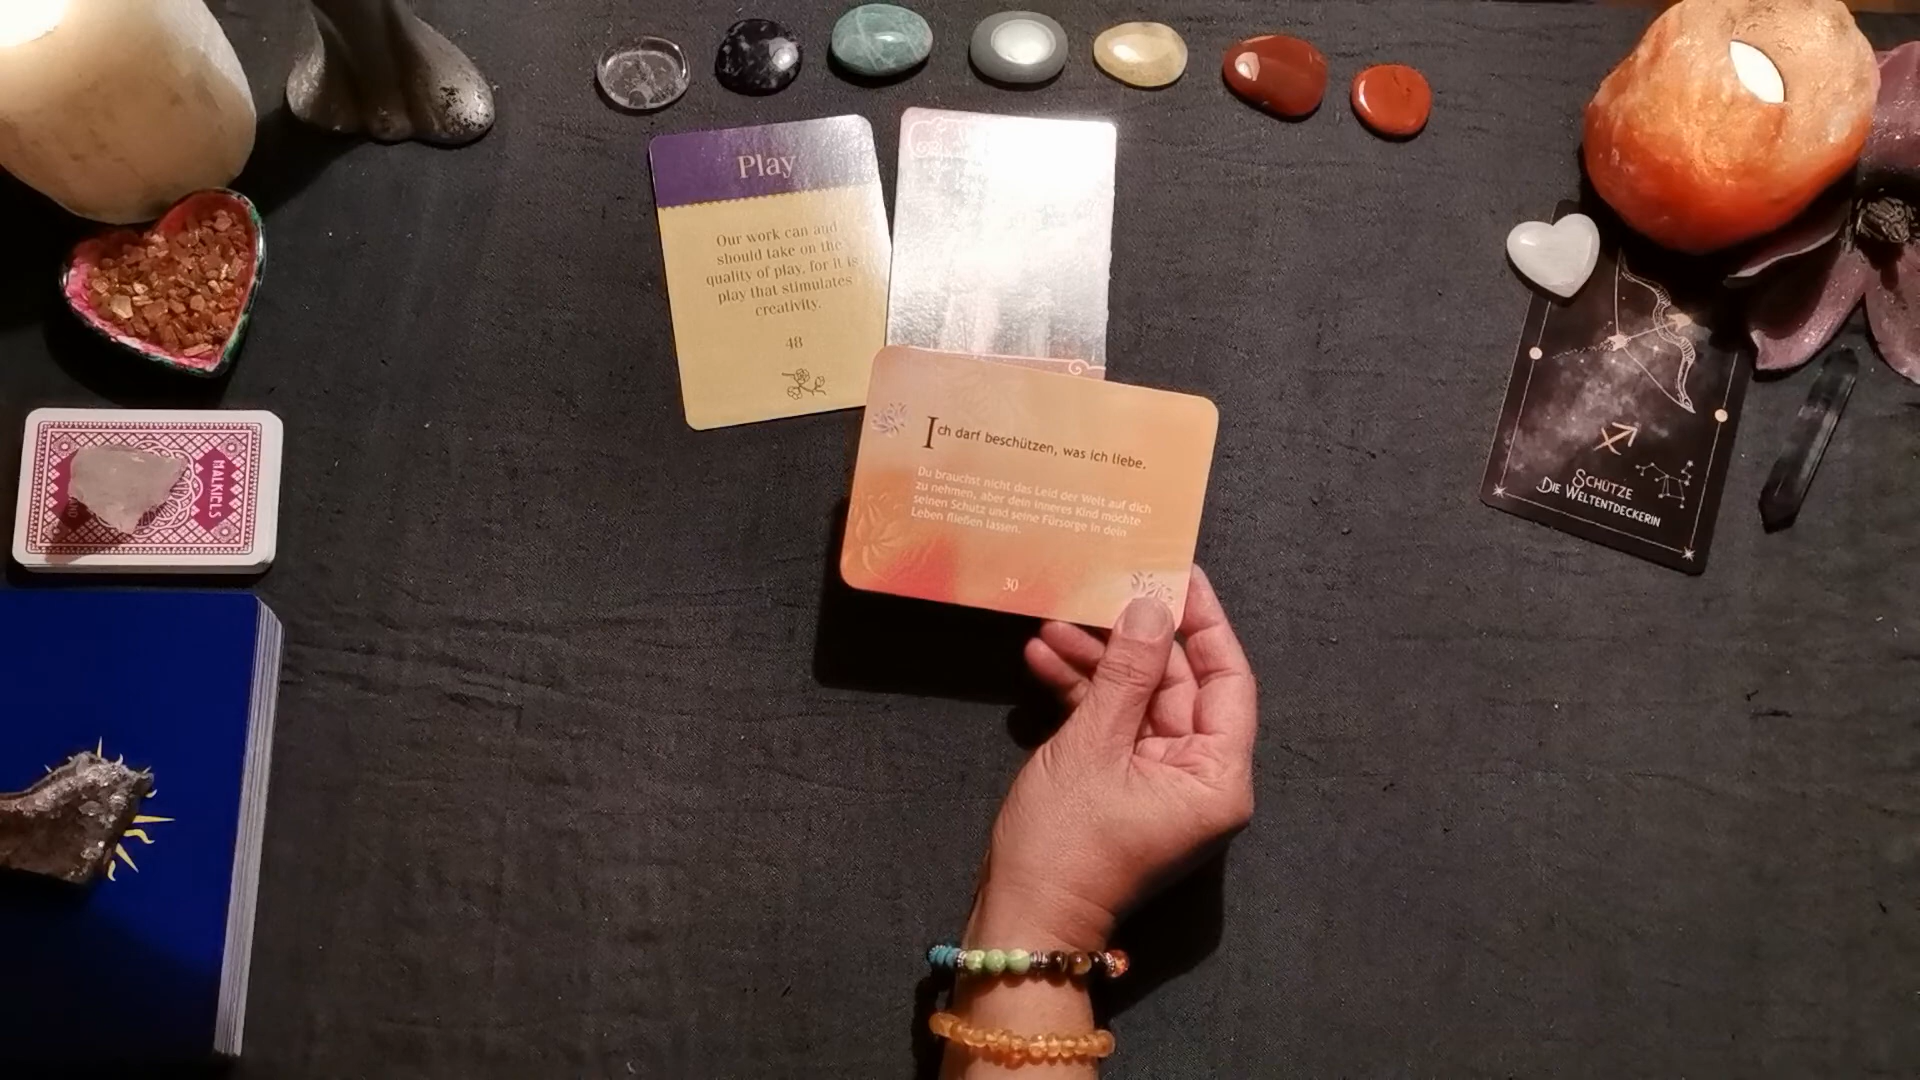 Play
Our work can and
should take on the
quality of play, for it is
play that stimulates
creativity.
48
Ich darf beschützen, was ich liebe.
Du brauchst nicht das Leid der Welt auf dich
zu nehmen, aber dein inneres Kind möchte
seinen Schutz und seine Fürsorge in dein
Leben fließen lassen.
30
MALKIELS
SCHÜTZE
DIE WELTENTDECKERIN